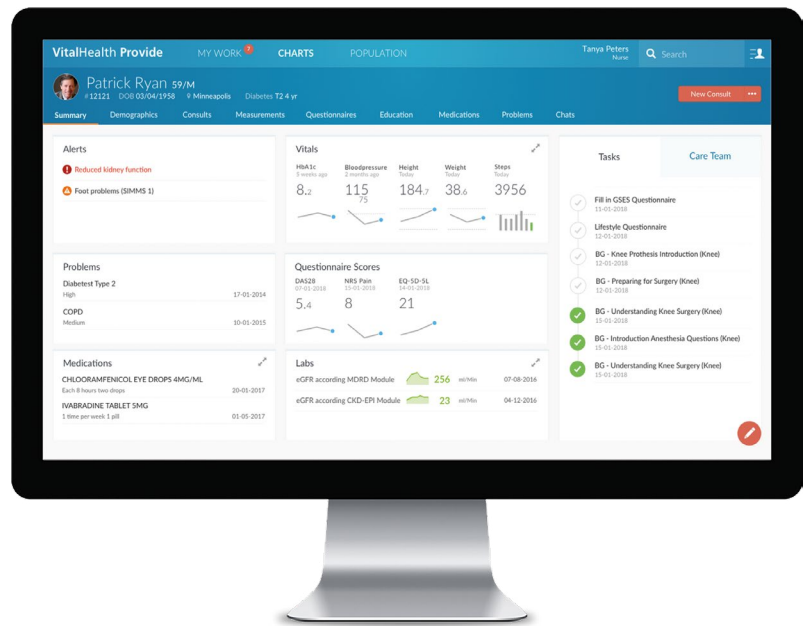 VitalHealth Provide MY WORK 7 CHARTS POPULATION Tanya Peters Search
Nurse
Patrick Ryan 59/M
#12121 DOB 03/04/1958 Minneapolis Diabetes T2 4 yr New Consult
Summary Demographics Consults Measurements Questionnaires Education Medications Problems Chats
Alerts
Reduced kidney function
Foot problems (SIMMS 1)
Vitals
HbA1c Bloodpressure Height Weight Steps
3 weeks ago 2 months ago Today Today Today
8.2 115 184.7 38.6 3956
75
Problems
Diabetest Type 2
High 17-01-2014
COPD
Medium 10-01-2015
Questionnaire Scores
DAS28 NRS Pain EQ-5D-5L
07-01-2018 15-01-2018 14-01-2018
5.4 8 21
Medications
CHLOORAMFENICOL EYE DROPS 4MG/ML
Each 8 hours two drops 20-01-2017
IVABRADINE TABLET 5MG
1 time per week 1 pill 01-05-2017
Labs
eGFR according MDRD Module 256 ml/Min 07-08-2016
eGFR according CKD-EPI Module 23 ml/Min 04-12-2016
Tasks Care Team
Fill in GSES Questionnaire
11-01-2018
Lifestyle Questionnaire
12-01-2018
BG - Knee Prothesis Introduction (Knee)
12-01-2018
BG - Preparing for Surgery (Knee)
12-01-2018
BG - Understanding Knee Surgery (Knee)
15-01-2018
BG - Introduction Anesthesia Questions (Knee)
15-01-2018
BG - Understanding Knee Surgery (Knee)
15-01-2018